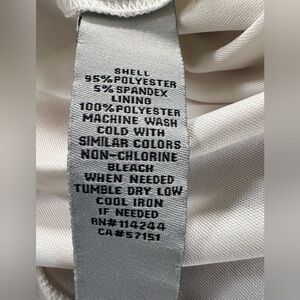 SHELL
95%POLYESTER
5%SPANDEX
LINING
100%POLYESTER
MACHINE WASH
COLD WITH
SIMILAR COLORS
NON-CHLORINE
BLEACH
WHEN NEEDED
TUMBLE DRY LOW
COOL IRON
IF NEEDED
RN#114244
CA#57151